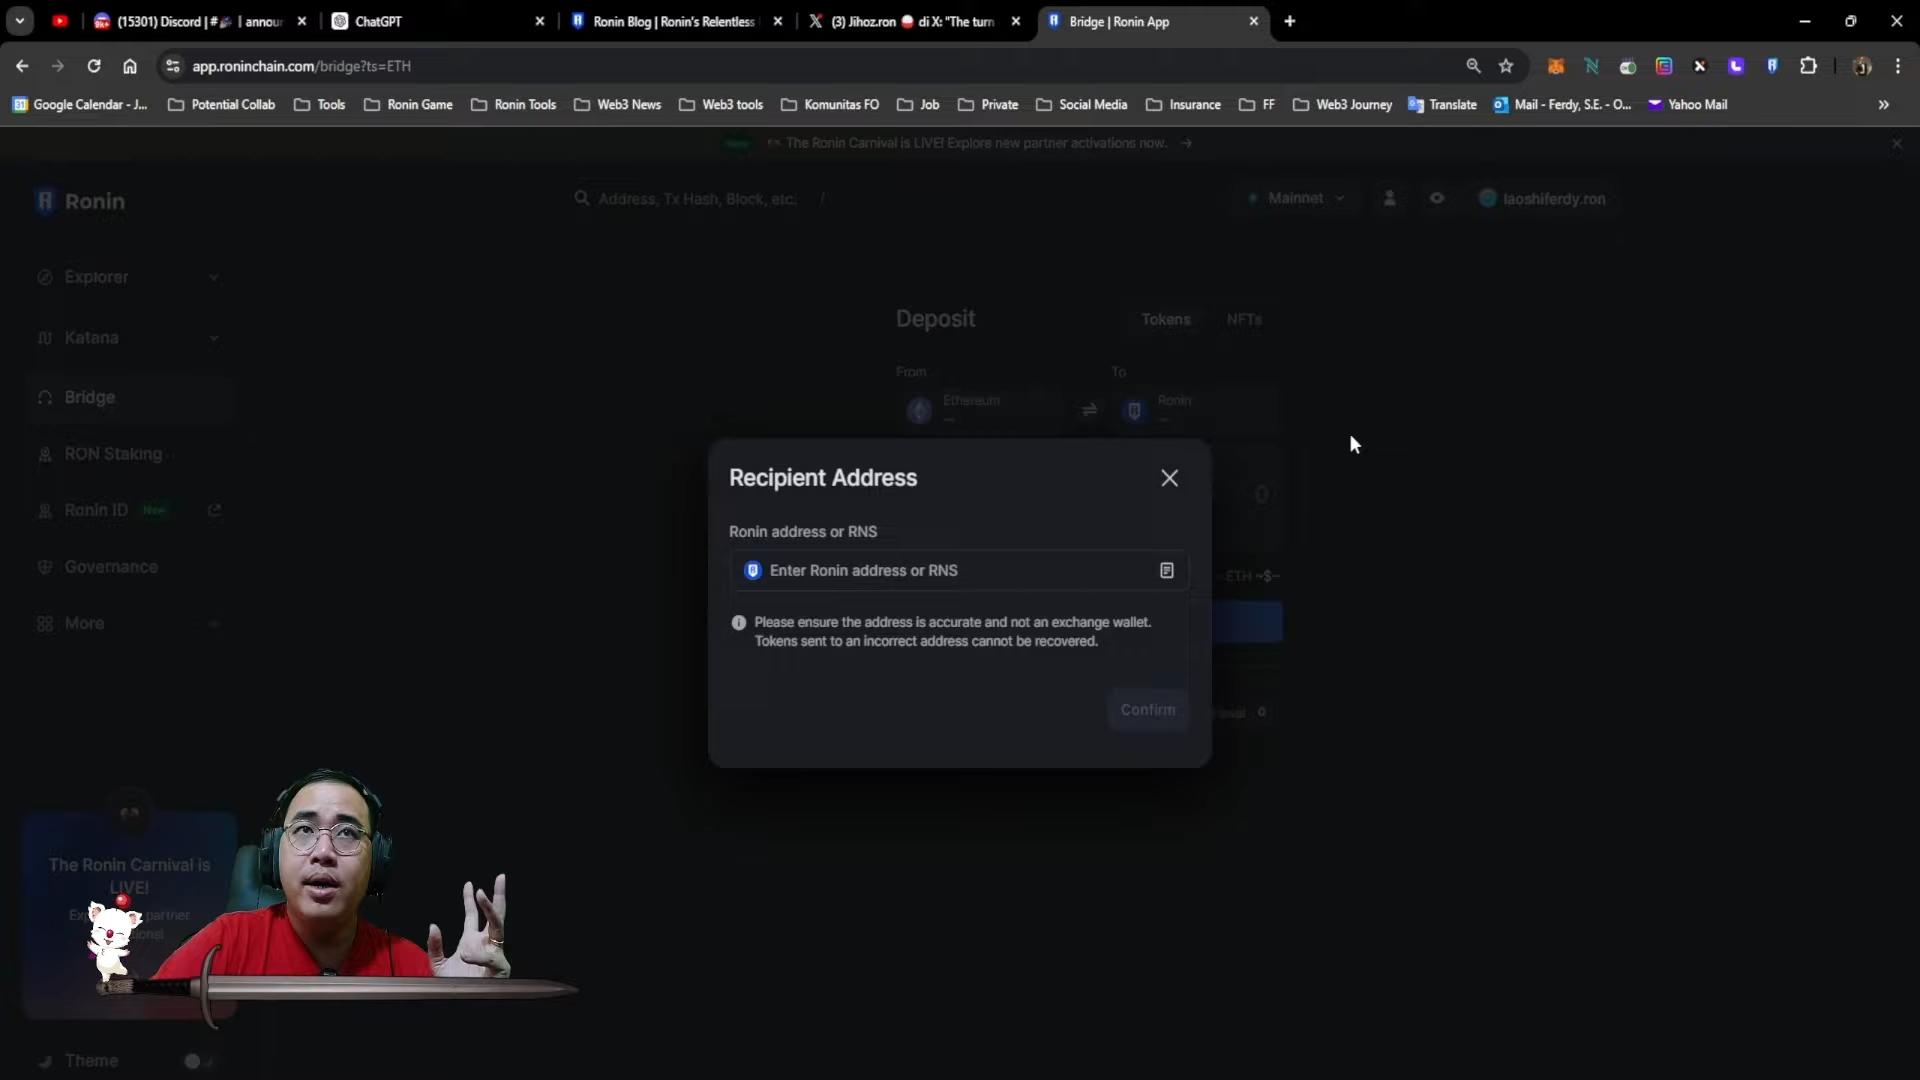 (15301) Discord | # | annour
ChatGPT
Ronin Blog | Ronin's Relentless
(3) Jihoz.ron di X: "The turn
Bridge | Ronin App
app.roninchain.com/bridge?ts=ETH
Google Calendar - J...
Potential Collab
Tools
Ronin Game
Ronin Tools
Web3 News
Web3 tools
Komunitas FO
Job
Private
Social Media
Insurance
FF
Web3 Journey
Translate
Mail - Ferdy, S.E. - O...
Yahoo Mail
The Ronin Carnival is LIVE! Explore new partner activations now.
Ronin
Address, Tx Hash, Block, etc. /
Mainnet
laoshiferdy.ron
Explorer
Katana
Bridge
RON Staking
Ronin ID New
Governance
More
Deposit
Tokens
NFTs
From
To
Ethereum
Ronin
0
ETH ~$--
0
Recipient Address
Ronin address or RNS
Enter Ronin address or RNS
Please ensure the address is accurate and not an exchange wallet.
Tokens sent to an incorrect address cannot be recovered.
Confirm
The Ronin Carnival is
LIVE!
partner
Theme